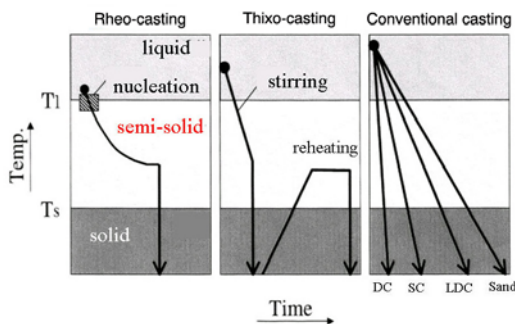 Rheo-casting
Thixo-casting
Conventional casting
liquid
nucleation
stirring
Tl
semi-solid
reheating
Temp.
Ts
solid
DC
SC
LDC
Sand
Time